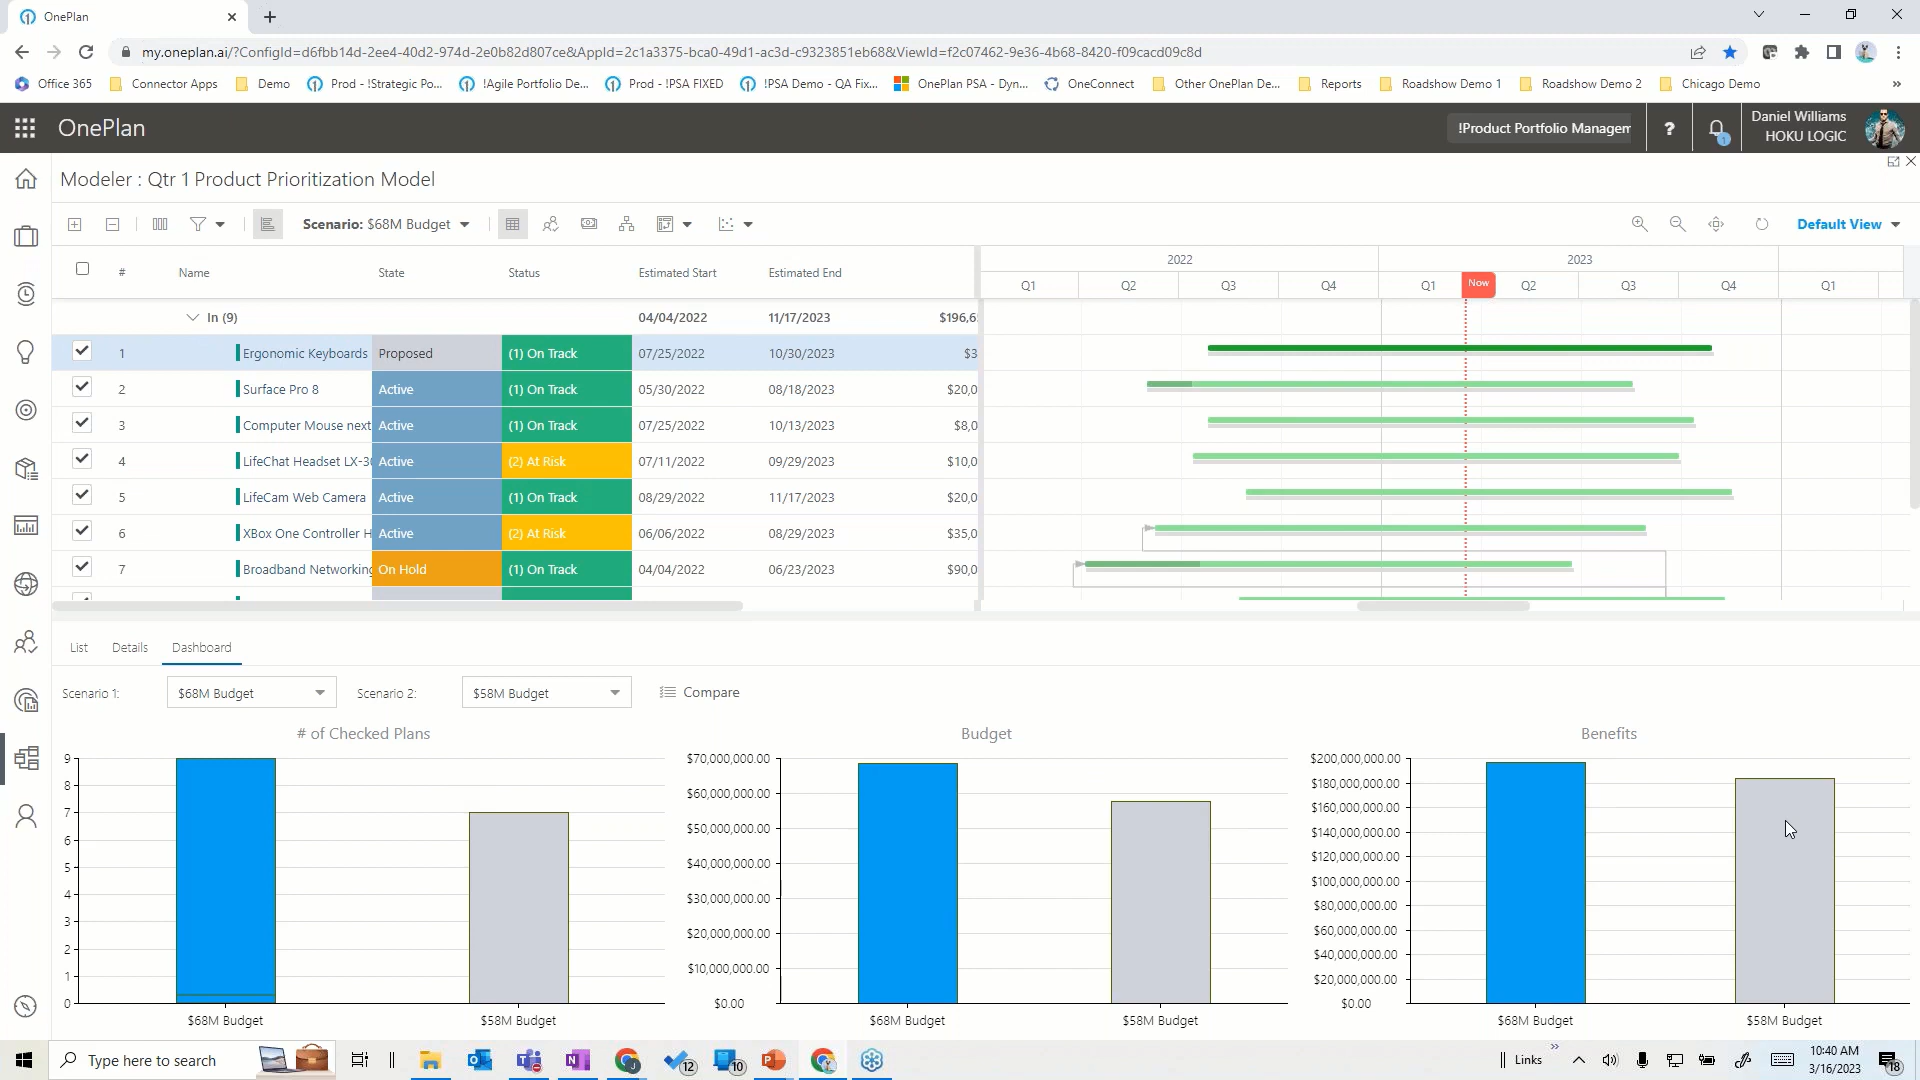 OnePlan
my.oneplan.ai/?ConfigId=d6fbb14d-2ee4-40d2-974d-2e0b82d807ce&AppId=2c1a3375-bca0-49d1-ac3d-c9323851eb68&ViewId=f2c07462-9e36-4b68-8420-f09cacd09c8d
Office 365 Connector Apps Demo Prod - !Strategic Po... !Agile Portfolio De... Prod - !PSA FIXED !PSA Demo - QA Fix... OnePlan PSA - Dyn... OneConnect Other OnePlan De... Reports Roadshow Demo 1 Roadshow Demo 2 Chicago Demo »
OnePlan !Product Portfolio Managem ? 1 Daniel Williams
HOKU LOGIC
Modeler : Qtr 1 Product Prioritization Model
Scenario: $68M Budget Default View
# Name State Status Estimated Start Estimated End
2022 2023
Q1 Q2 Q3 Q4 Q1 Now Q2 Q3 Q4 Q1
In (9) 04/04/2022 11/17/2023 $196,6
1 Ergonomic Keyboards Proposed (1) On Track 07/25/2022 10/30/2023 $3
2 Surface Pro 8 Active (1) On Track 05/30/2022 08/18/2023 $20,0
3 Computer Mouse next Active (1) On Track 07/25/2022 10/13/2023 $8,0
4 LifeChat Headset LX-3 Active (2) At Risk 07/11/2022 09/29/2023 $10,0
5 LifeCam Web Camera Active (1) On Track 08/29/2022 11/17/2023 $20,0
6 XBox One Controller H Active (2) At Risk 06/06/2022 08/29/2023 $35,0
7 Broadband Networking On Hold (1) On Track 04/04/2022 06/23/2023 $90,0
List Details Dashboard
Scenario 1: $68M Budget Scenario 2: $58M Budget Compare
# of Checked Plans
9
8
7
6
5
4
3
2
1
0
$68M Budget $58M Budget
Budget
$70,000,000.00
$60,000,000.00
$50,000,000.00
$40,000,000.00
$30,000,000.00
$20,000,000.00
$10,000,000.00
$0.00
$68M Budget $58M Budget
Benefits
$200,000,000.00
$180,000,000.00
$160,000,000.00
$140,000,000.00
$120,000,000.00
$100,000,000.00
$80,000,000.00
$60,000,000.00
$40,000,000.00
$20,000,000.00
$0.00
$68M Budget $58M Budget
Type here to search 12 10 Links » 10:40 AM
3/16/2023 18